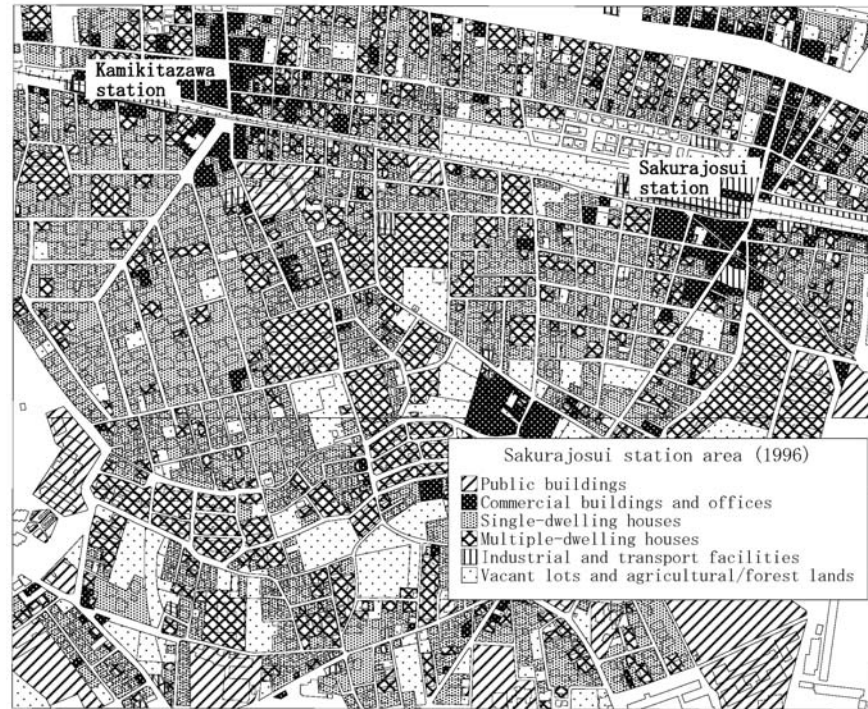 Kamikitazawa
station
Sakurajosui
station
Sakurajosui station area (1996)
Public buildings
Commercial buildings and offices
Single-dwelling houses
Multiple-dwelling houses
Industrial and transport facilities
Vacant lots and agricultural/forest lands